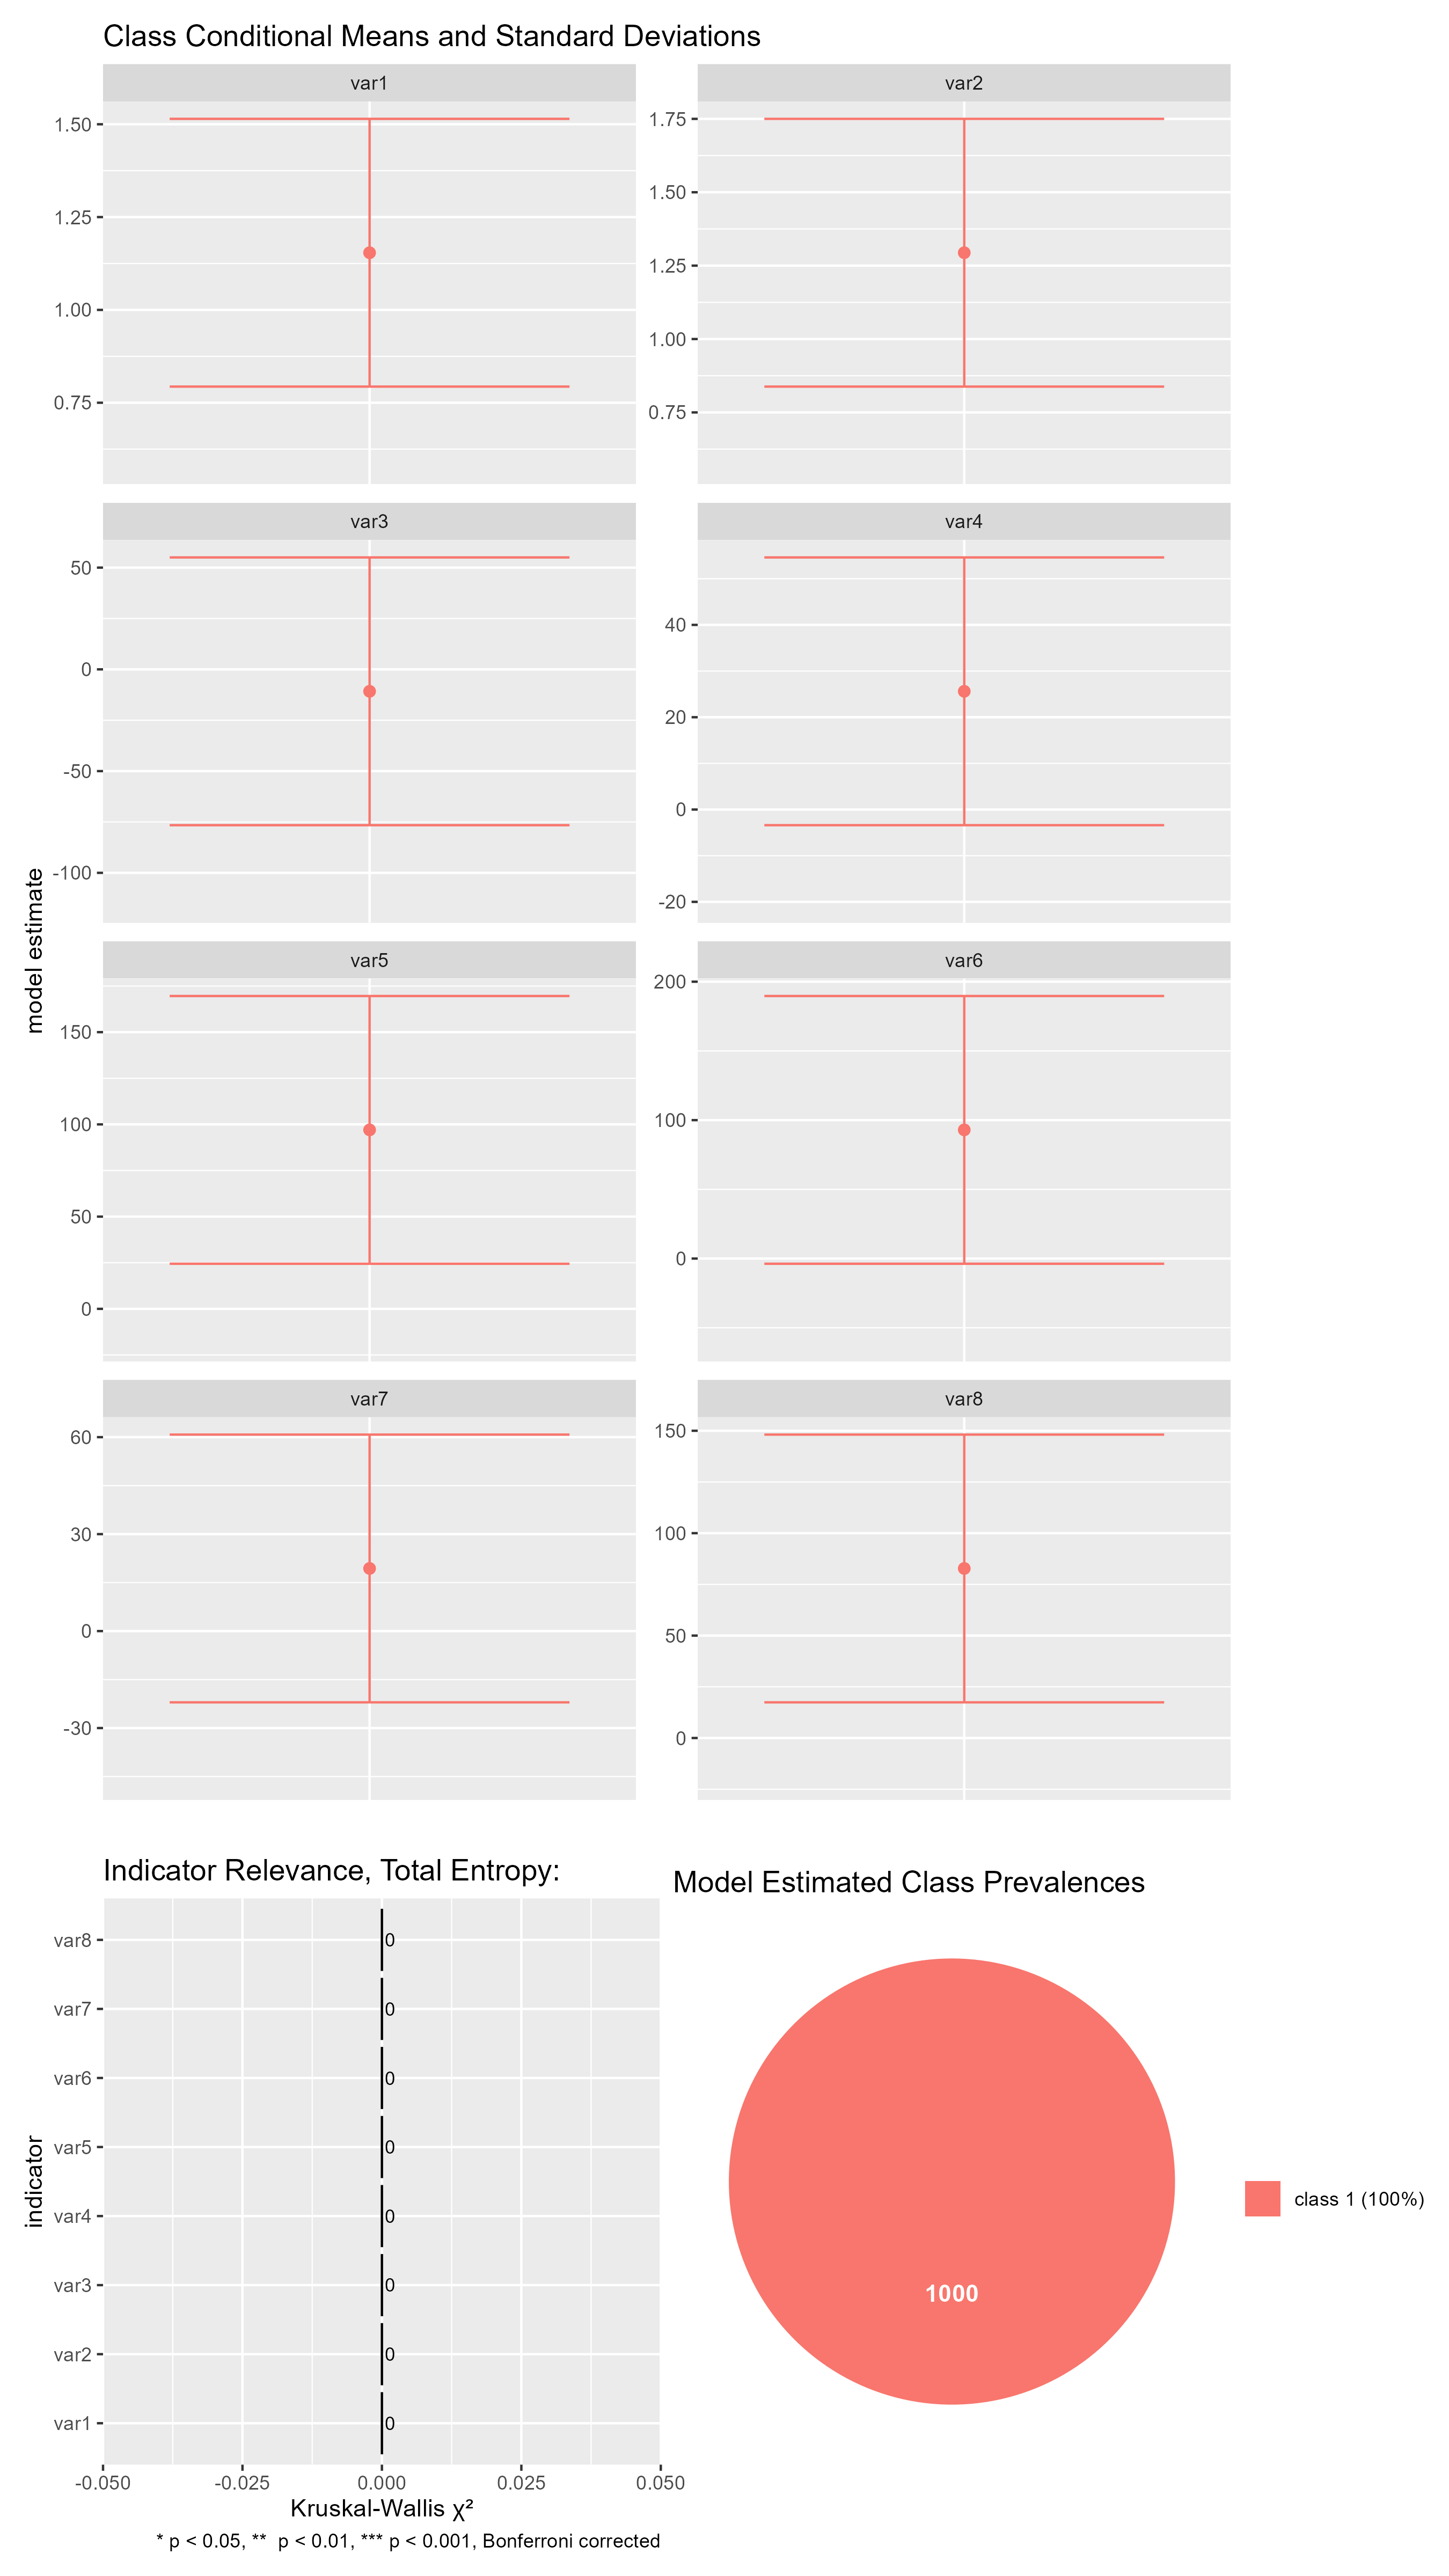 Class Conditional Means and Standard Deviations
var1
var2
1.50
1.25
1.00
0.75
1.75
1.50
1.25
1.00
0.75
var3
var4
50
0
-50
-100
40
20
0
-20
model estimate
var5
var6
150
100
50
0
200
100
0
var7
var8
60
30
0
-30
150
100
50
0
Indicator Relevance, Total Entropy:
indicator
var8
0
var7
0
var6
0
var5
0
var4
0
var3
0
var2
0
var1
0
-0.050
-0.025
0.000
0.025
0.050
Kruskal-Wallis χ²
* p < 0.05, **  p < 0.01, *** p < 0.001, Bonferroni corrected
Model Estimated Class Prevalences
1000
class 1 (100%)